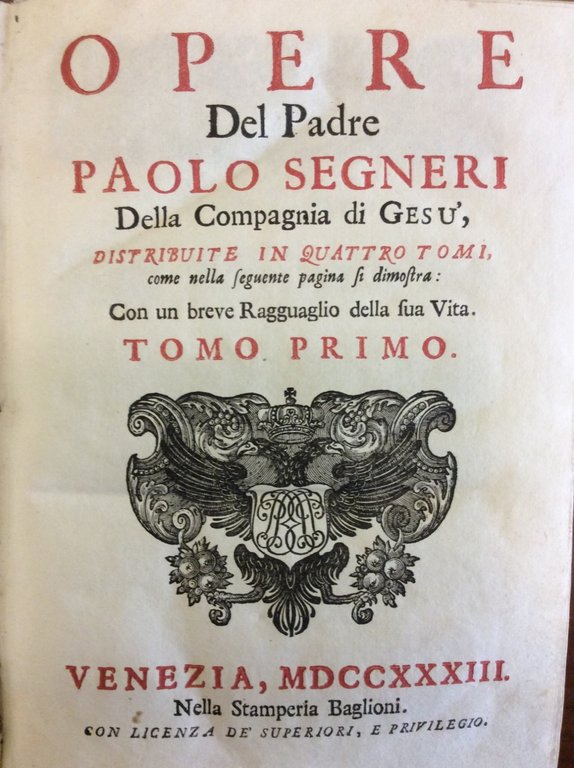 OPERE
Del Padre
PAOLO SEGNERI
Della Compagnia di GESU',
DISTRIBUITE IN QUATTRO TOMI,
come nella ſeguente pagina ſi dimoſtra:
Con un breve Ragguaglio della ſua Vita.
TOMO PRIMO.
VENEZIA, MDCCXXXIII.
Nella Stamperia Baglioni.
CON LICENZA DE' SUPERIORI, E PRIVILEGIO.